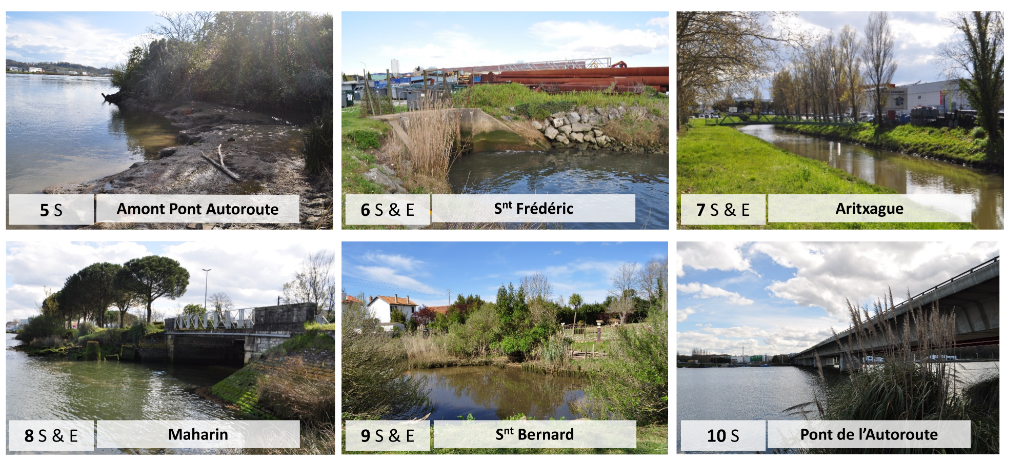 5 S Amont Pont Autoroute
6 S & E Snt Frédéric
7 S & E Aritxague
8 S & E Maharin
9 S & E Snt Bernard
10 S Pont de l'Autoroute